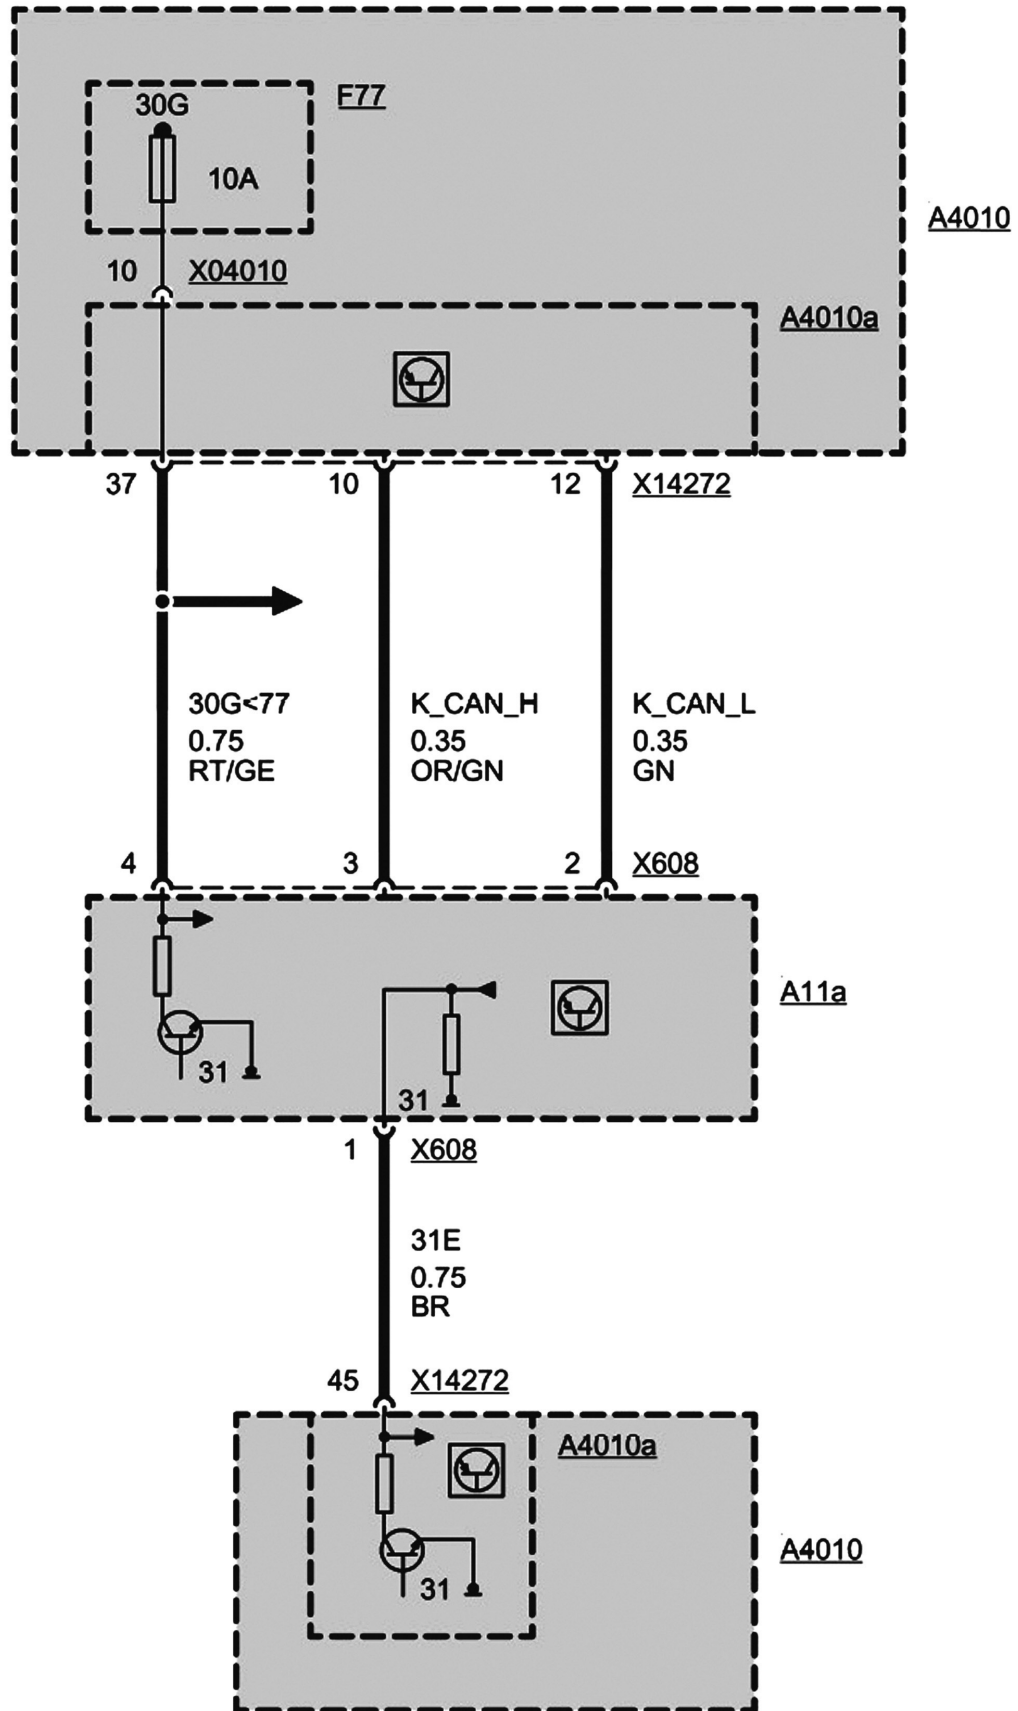 30G
F77
10A
A4010
10
X04010
A4010a
37
10
12
X14272
30G<77
K_CAN_H
K_CAN_L
0.75
0.35
0.35
RT/GE
OR/GN
GN
4
3
2
X608
A11a
31
31
1
X608
31E
0.75
BR
45
X14272
A4010a
A4010
31